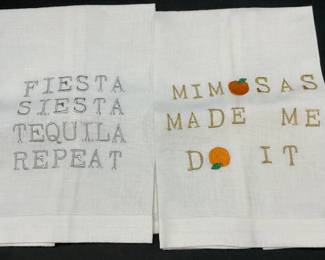 FIESTA
SIESTA
TEQUILA
REPEAT
MIMOSAS
MADE ME
DO IT